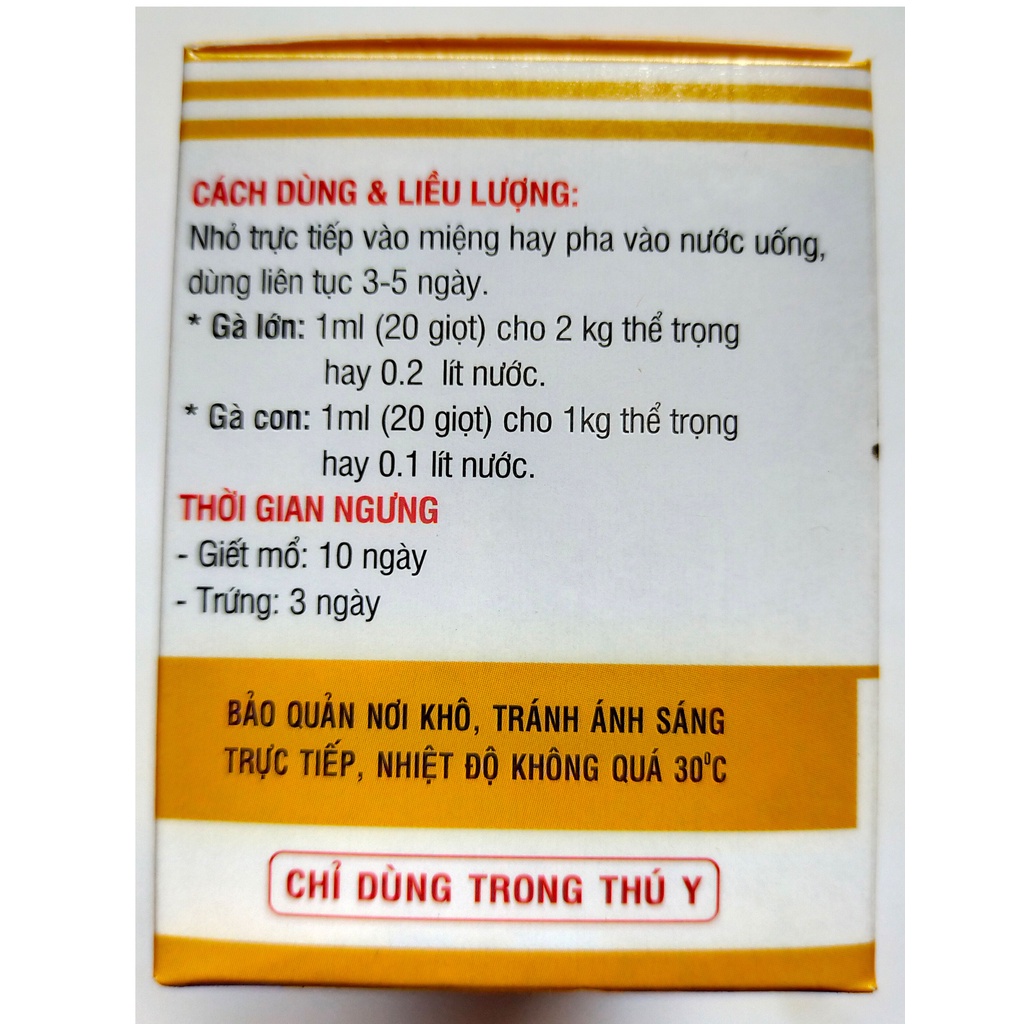 CÁCH DÙNG & LIỀU LƯỢNG:
Nhỏ trực tiếp vào miệng hay pha vào nước uống,
dùng liên tục 3-5 ngày.
* Gà lớn: 1ml (20 giọt) cho 2 kg thể trọng
hay 0.2 lít nước.
* Gà con: 1ml (20 giọt) cho 1kg thể trọng
hay 0.1 lít nước.
THỜI GIAN NGƯNG
- Giết mổ: 10 ngày
- Trứng: 3 ngày
BẢO QUẢN NƠI KHÔ, TRÁNH ÁNH SÁNG
TRỰC TIẾP, NHIỆT ĐỘ KHÔNG QUÁ 30⁰C
CHỈ DÙNG TRONG THÚ Y